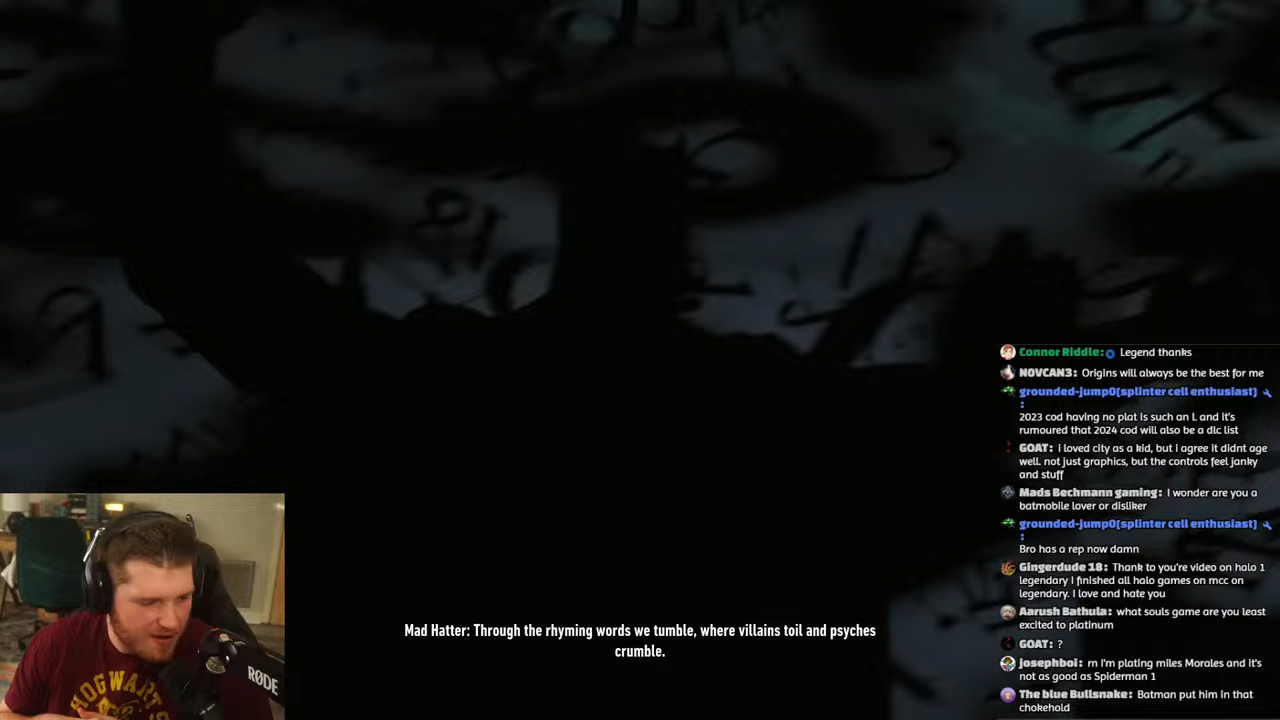 Connor Riddle: Legend thanks
N0VCAN3: Origins will always be the best for me
grounded-jump0(splinter cell enthusiast)
:
2023 cod having no plat is such an L and it's
rumoured that 2024 cod will also be a dlc list
GOAT: i loved city as a kid, but i agree it didnt age
well. not just graphics, but the controls feel janky
and stuff
Mads Bechmann gaming: I wonder are you a
batmobile lover or disliker
grounded-jump0(splinter cell enthusiast)
:
Bro has a rep now damn
Gingerdude 18: Thank to you're video on halo 1
legendary I finished all halo games on mcc on
legendary. I love and hate you
Aarush Bathula: what souls game are you least
excited to platinum
GOAT: ?
josephboi: rn I'm plating miles Morales and it's
not as good as Spiderman 1
The blue Bullsnake: Batman put him in that
chokehold
Mad Hatter: Through the rhyming words we tumble, where villains toil and psyches
crumble.
HOGWART
RØDE